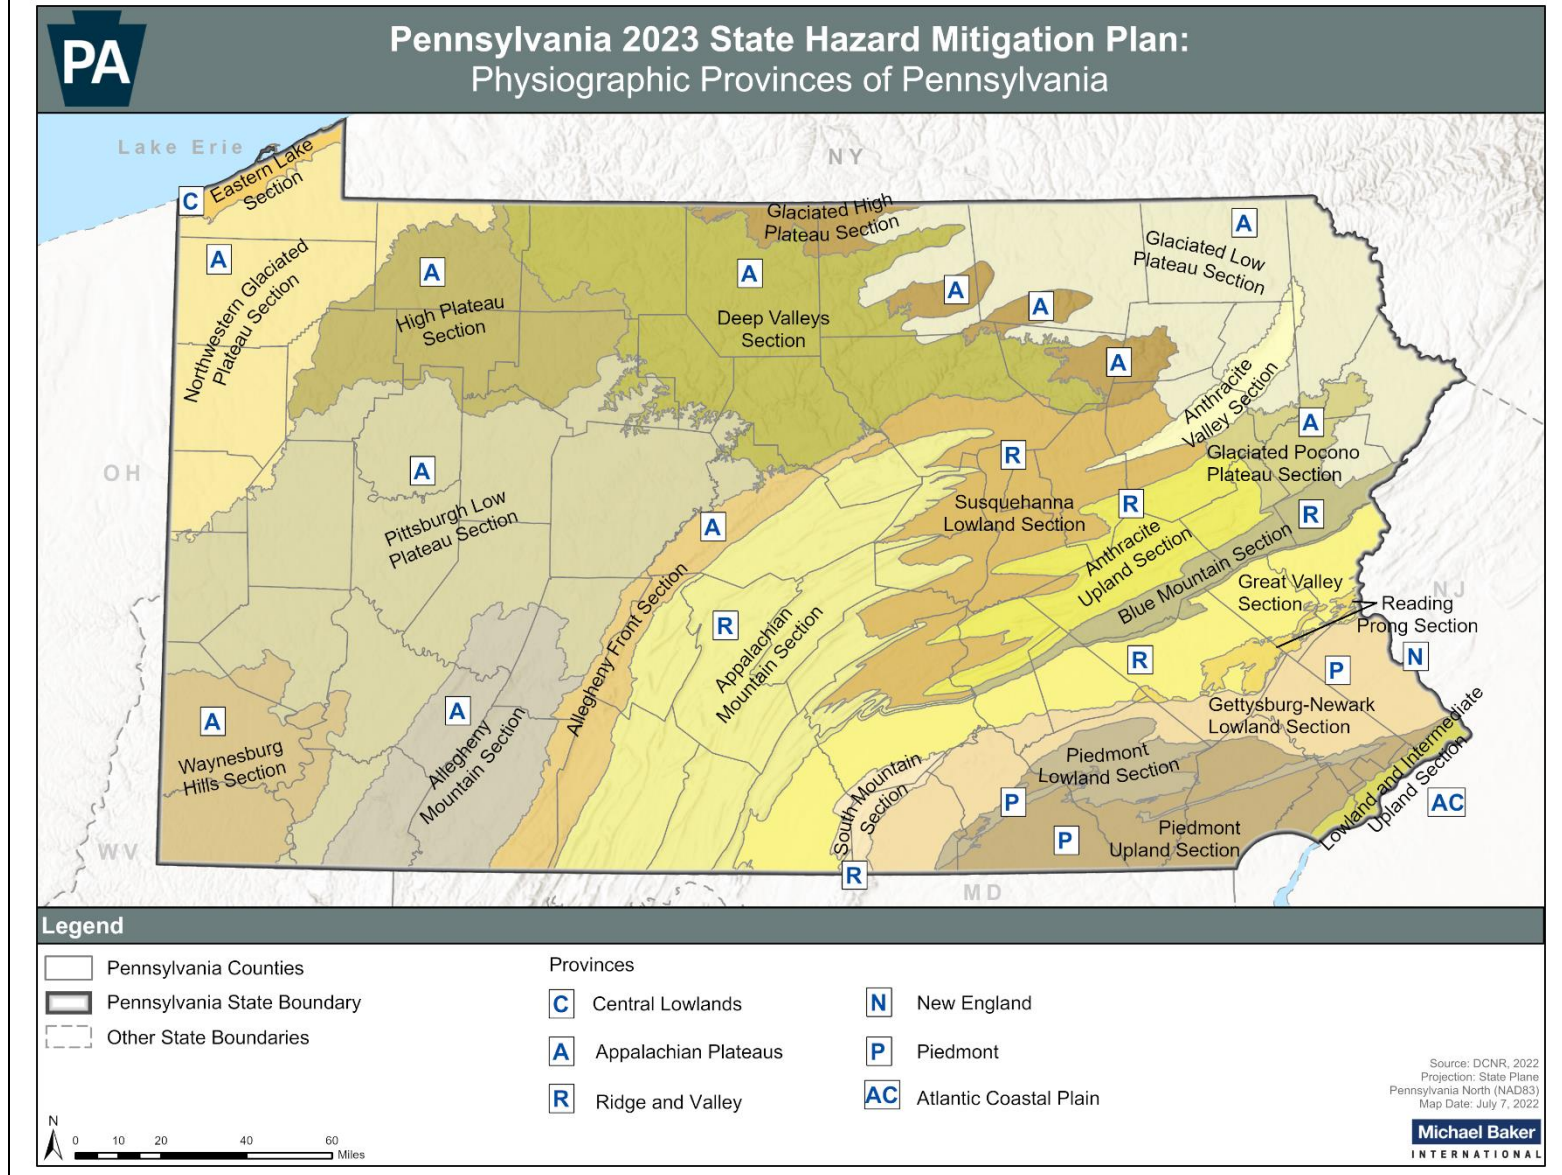 PA
Pennsylvania 2023 State Hazard Mitigation Plan:
Physiographic Provinces of Pennsylvania
Lake Erie
NY
Eastern Lake
Section
C
Glaciated High
Plateau Section
A
Glaciated Low
Plateau Section
A
Northwestern Glaciated
Plateau Section
A
High Plateau
Section
A
Deep Valleys
Section
A
A
A
Anthracite
Valley Section
A
Glaciated Pocono
Plateau Section
OH
A
Pittsburgh Low
Plateau Section
R
Susquehanna
Lowland Section
R
Anthracite
Upland Section
R
Blue Mountain Section
A
Allegheny Front Section
R
Appalachian
Mountain Section
Great Valley
Section
NJ
Reading
Prong Section
R
P
N
A
Waynesburg
Hills Section
A
Allegheny
Mountain Section
Gettysburg-Newark
Lowland Section
South Mountain
Section
Piedmont
Lowland Section
P
P
Piedmont
Upland Section
Lowland and Intermediate
Upland Section
AC
WV
R
MD
Legend
Pennsylvania Counties
Pennsylvania State Boundary
Other State Boundaries
Provinces
C Central Lowlands
A Appalachian Plateaus
R Ridge and Valley
N New England
P Piedmont
AC Atlantic Coastal Plain
N
0 10 20 40 60
Miles
Source: DCNR, 2022
Projection: State Plane
Pennsylvania North (NAD83)
Map Date: July 7, 2022
Michael Baker
INTERNATIONAL